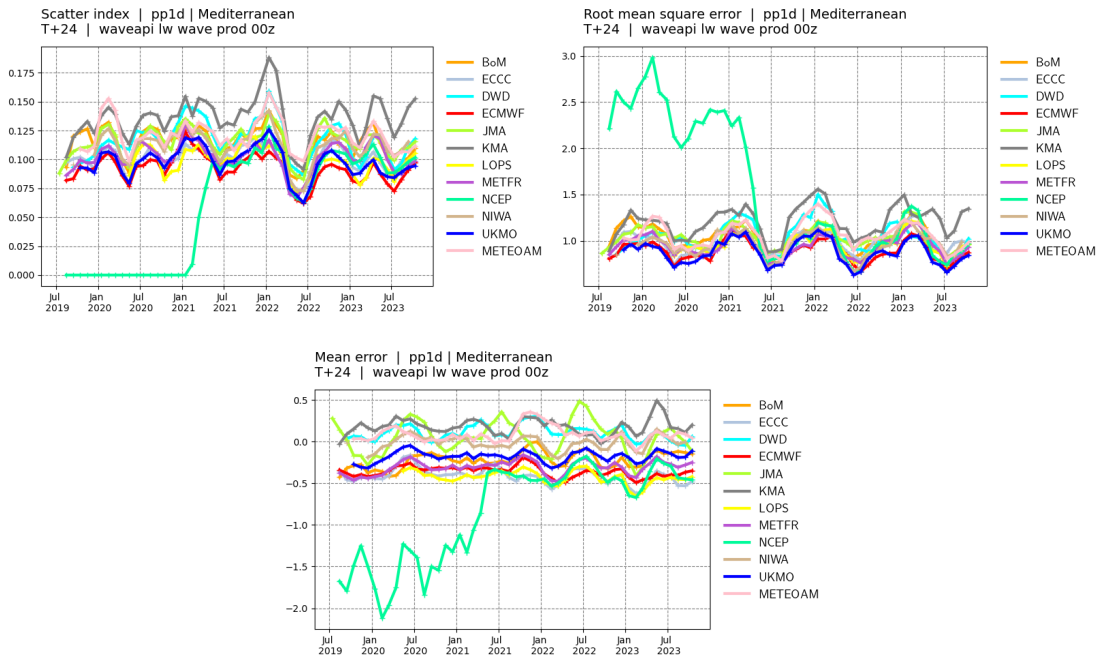 Scatter index | pp1d | Mediterranean
T+24 | waveapi lw wave prod 00z
0.175
0.150
0.125
0.100
0.075
0.050
0.025
0.000
Jul 2019
Jan 2020
Jul 2020
Jan 2021
Jul 2021
Jan 2022
Jul 2022
Jan 2023
Jul 2023
BoM
ECCC
DWD
ECMWF
JMA
KMA
LOPS
METFR
NCEP
NIWA
UKMO
METEOAM
Root mean square error | pp1d | Mediterranean
T+24 | waveapi lw wave prod 00z
3.0
2.5
2.0
1.5
1.0
Jul 2019
Jan 2020
Jul 2020
Jan 2021
Jul 2021
Jan 2022
Jul 2022
Jan 2023
Jul 2023
BoM
ECCC
DWD
ECMWF
JMA
KMA
LOPS
METFR
NCEP
NIWA
UKMO
METEOAM
Mean error | pp1d | Mediterranean
T+24 | waveapi lw wave prod 00z
0.5
0.0
−0.5
−1.0
−1.5
−2.0
Jul 2019
Jan 2020
Jul 2020
Jan 2021
Jul 2021
Jan 2022
Jul 2022
Jan 2023
Jul 2023
BoM
ECCC
DWD
ECMWF
JMA
KMA
LOPS
METFR
NCEP
NIWA
UKMO
METEOAM